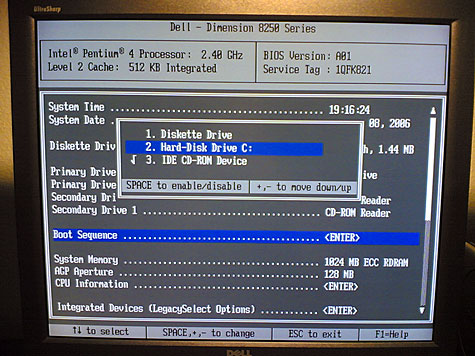 UltraSharp
Dell - Dimension 8250 Series
Intel® Pentium® 4 Processor: 2.40 GHz
Level 2 Cache: 512 KB Integrated
BIOS Version: A01
Service Tag : 1QFK821
System Time ................................ 19:16:24
System Date . 08, 2006
Diskette Driv h, 1.44 MB
Primary Driv ive
Primary Driv
Secondary Dri Reader
Secondary Drive 1 ......................... CD-ROM Reader
1. Diskette Drive
2. Hard-Disk Drive C:
√ 3. IDE CD-ROM Device
SPACE to enable/disable +,- to move down/up
Boot Sequence ............................. <ENTER>
System Memory ............................. 1024 MB ECC RDRAM
AGP Aperture .............................. 128 MB
CPU Information ........................... <ENTER>
Integrated Devices (LegacySelect Options) .. <ENTER>
↑↓ to select SPACE,+,- to change ESC to exit F1=Help
DELL